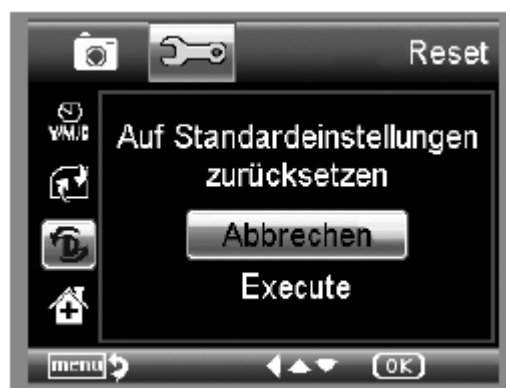 Reset
Y/M/D
Auf Standardeinstellungen
zurücksetzen
D
Abbrechen
Execute
menu
OK